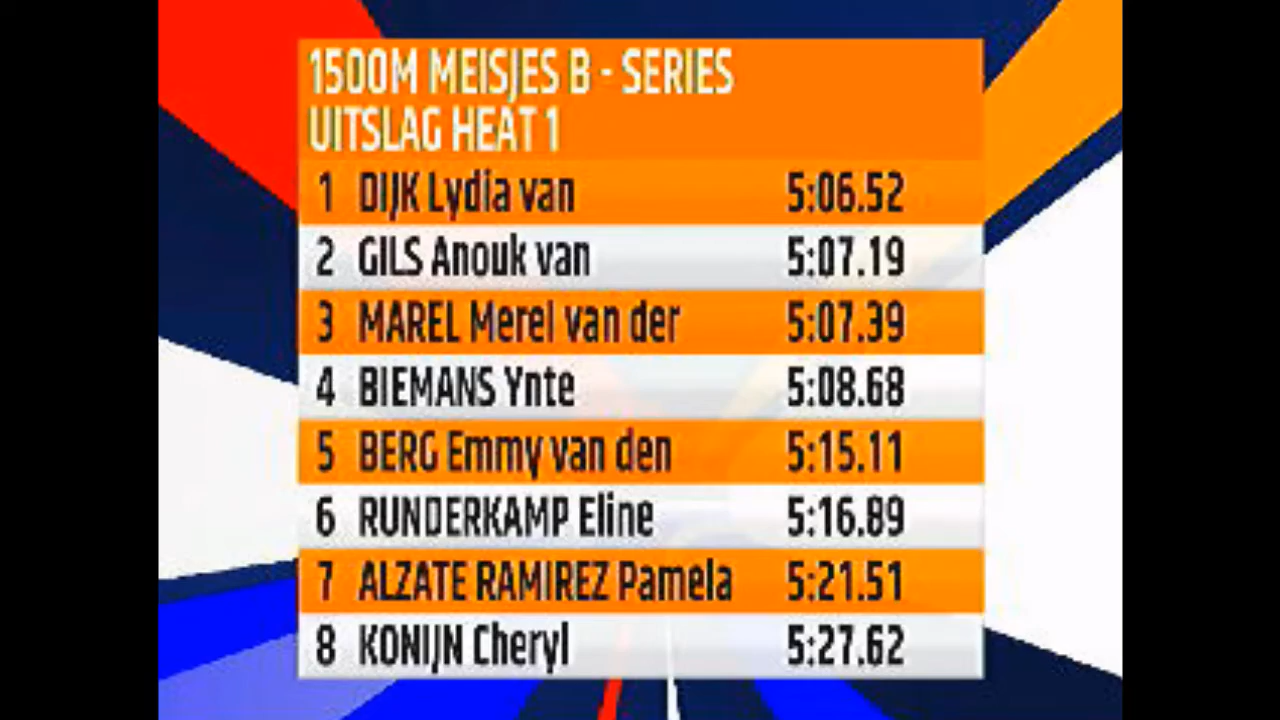 1500M MEISJES B - SERIES
UITSLAG HEAT 1
1 DIJK Lydia van 5:06.52
2 GILS Anouk van 5:07.19
3 MAREL Merel van der 5:07.39
4 BIEMANS Ynte 5:08.68
5 BERG Emmy van den 5:15.11
6 RUNDERKAMP Eline 5:16.89
7 ALZATE RAMIREZ Pamela 5:21.51
8 KONIJN Cheryl 5:27.62